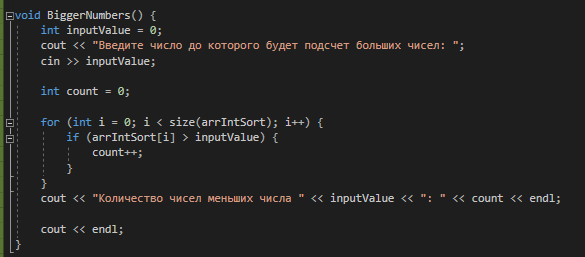 void BiggerNumbers() {
    int inputValue = 0;
    cout << "Введите число до которого будет подсчет больших чисел: ";
    cin >> inputValue;

    int count = 0;

    for (int i = 0; i < size(arrIntSort); i++) {
        if (arrIntSort[i] > inputValue) {
            count++;
        }
    }
    cout << "Количество чисел меньших числа " << inputValue << ": " << count << endl;

    cout << endl;
}